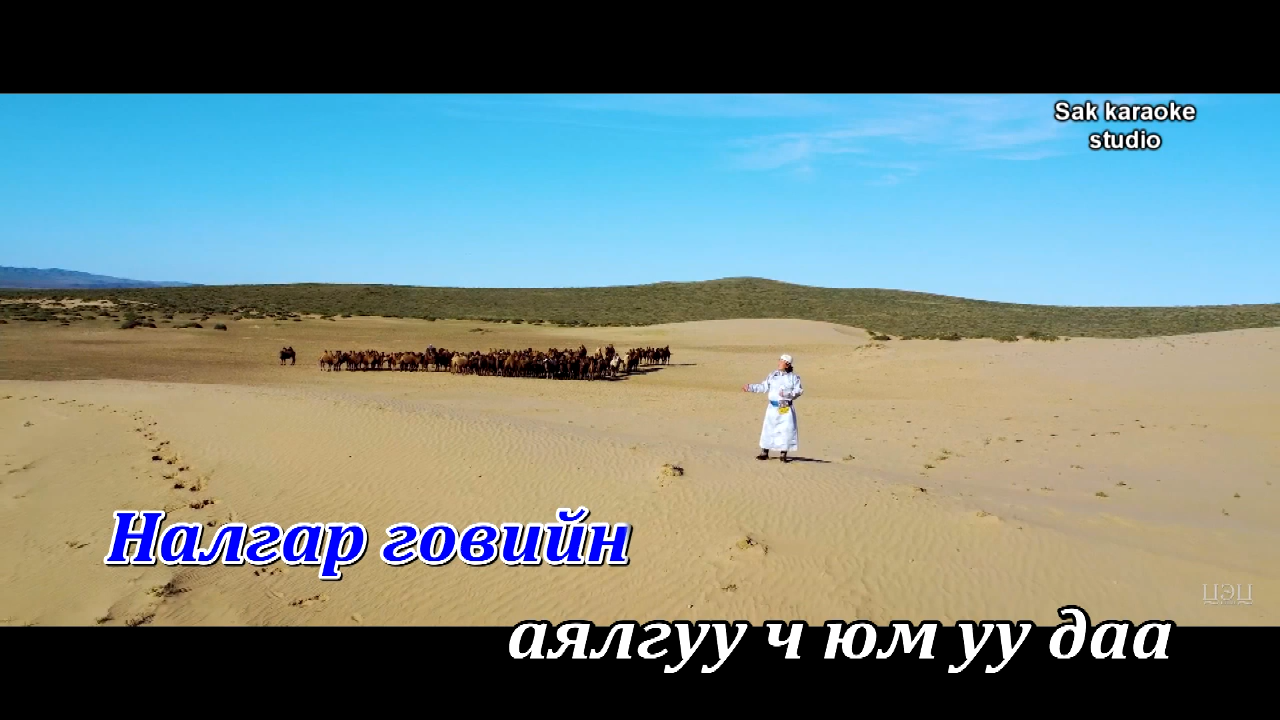 Sak karaoke
studio
Налгар говийн
ЦЭЦ
аялгуу ч юм уу даа